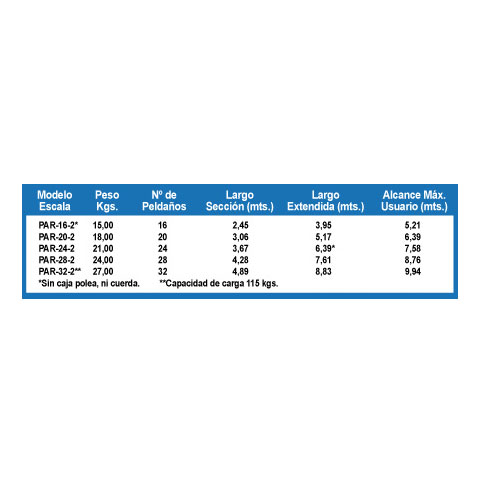 Modelo Escala Peso Kgs. Nº de Peldaños Largo Sección (mts.) Largo Extendida (mts.) Alcance Máx. Usuario (mts.)
PAR-16-2* 15,00 16 2,45 3,95 5,21
PAR-20-2 18,00 20 3,06 5,17 6,39
PAR-24-2 21,00 24 3,67 6,39* 7,58
PAR-28-2 24,00 28 4,28 7,61 8,76
PAR-32-2** 27,00 32 4,89 8,83 9,94
*Sin caja polea, ni cuerda. **Capacidad de carga 115 kgs.